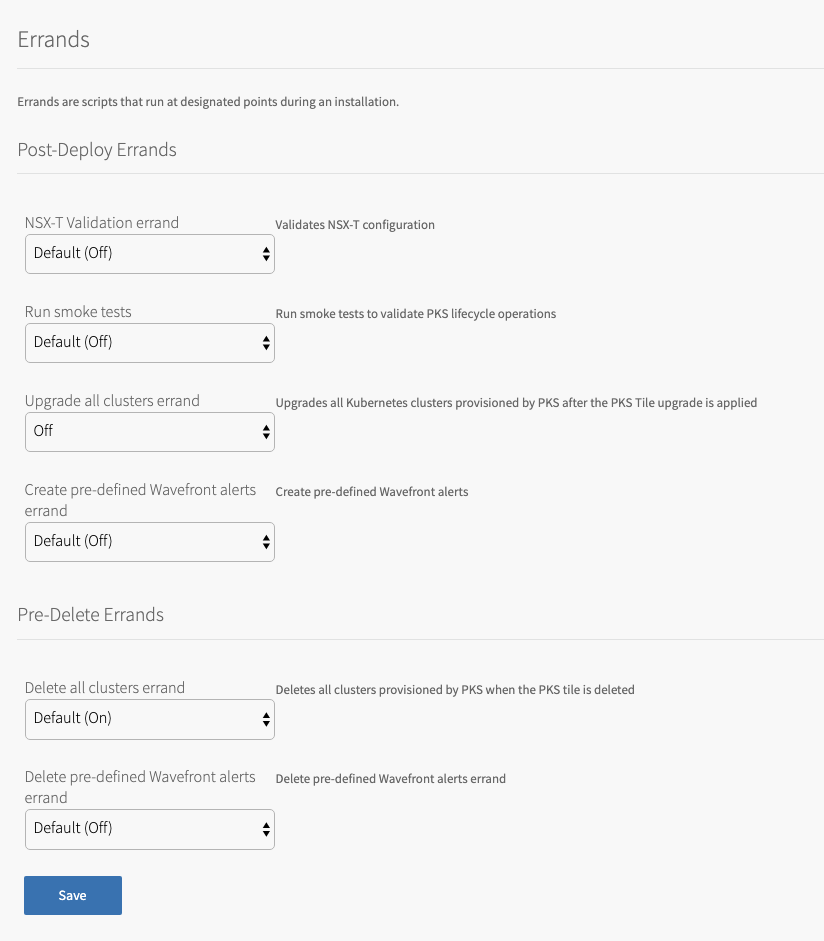 Errands
Errands are scripts that run at designated points during an installation.
Post-Deploy Errands
NSX-T Validation errand
Validates NSX-T configuration
Default (Off)
Run smoke tests
Run smoke tests to validate PKS lifecycle operations
Default (Off)
Upgrade all clusters errand
Upgrades all Kubernetes clusters provisioned by PKS after the PKS Tile upgrade is applied
Off
Create pre-defined Wavefront alerts
errand
Create pre-defined Wavefront alerts
Default (Off)
Pre-Delete Errands
Delete all clusters errand
Deletes all clusters provisioned by PKS when the PKS tile is deleted
Default (On)
Delete pre-defined Wavefront alerts
errand
Delete pre-defined Wavefront alerts errand
Default (Off)
Save